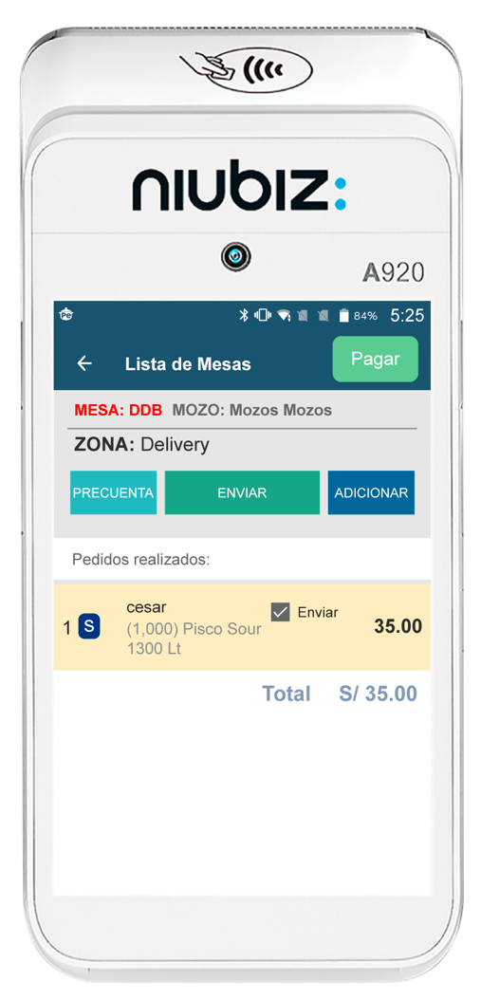 niubiz:
A920
Pe 84% 5:25
Lista de Mesas Pagar
MESA: DDB MOZO: Mozos Mozos
ZONA: Delivery
PRECUENTA ENVIAR ADICIONAR
Pedidos realizados:
1 S cesar Enviar 35.00
(1,000) Pisco Sour
1300 Lt
Total S/ 35.00